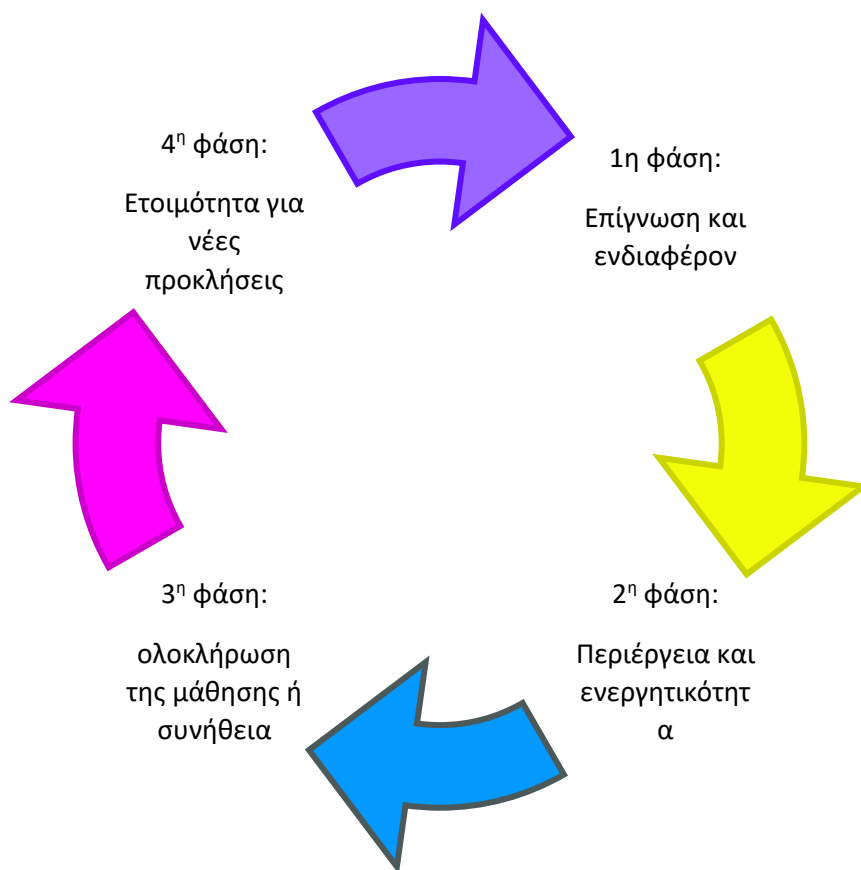 4η φάση:
Ετοιμότητα για
νέες
προκλήσεις
1η φάση:
Επίγνωση και
ενδιαφέρον
3η φάση:
ολοκλήρωση
της μάθησης ή
συνήθεια
2η φάση:
Περιέργεια και
ενεργητικότητ
α